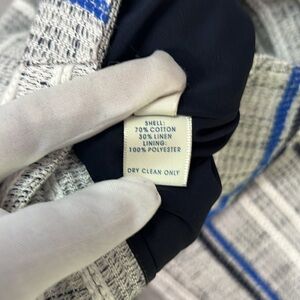 SHELL:
70% COTTON
30% LINEN
LINING:
100% POLYESTER
DRY CLEAN ONLY